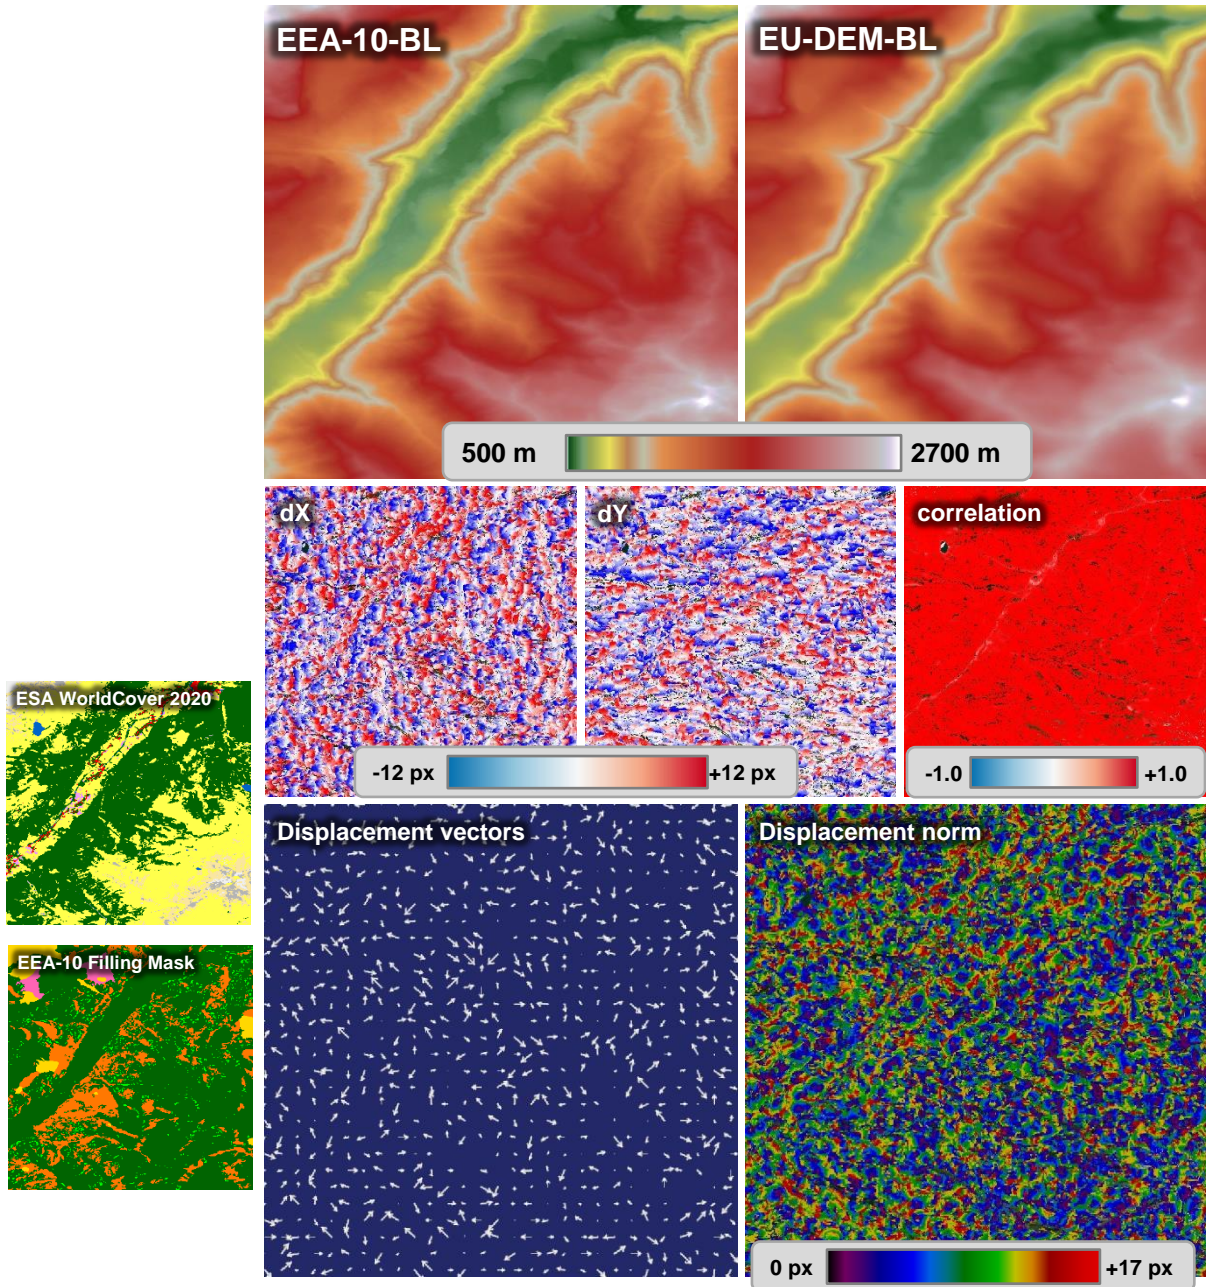 EEA-10-BL
EU-DEM-BL
500 m
2700 m
dX
dY
correlation
-12 px
+12 px
-1.0
+1.0
ESA WorldCover 2020
Displacement vectors
Displacement norm
EEA-10 Filling Mask
0 px
+17 px